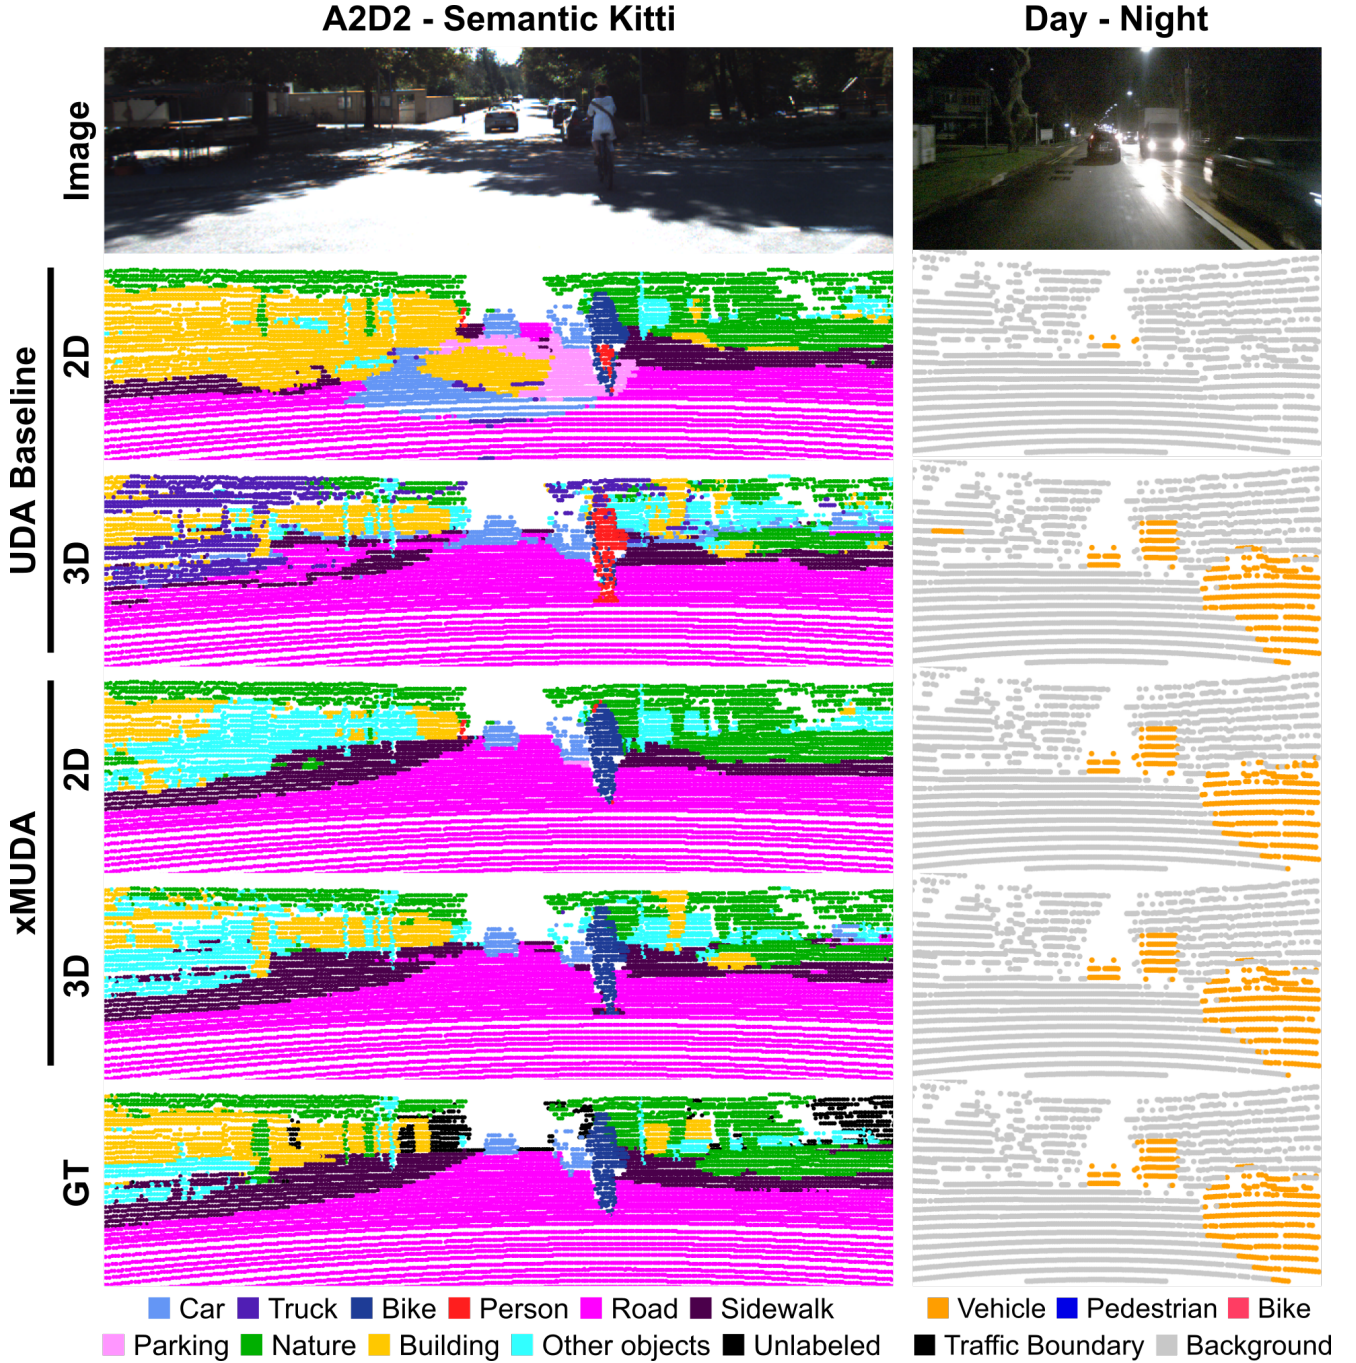 A2D2 - Semantic Kitti
Day - Night
Image
UDA Baseline
2D
3D
xMUDA
2D
3D
GT
Car Truck Bike Person Road Sidewalk
Parking Nature Building Other objects Unlabeled
Vehicle Pedestrian Bike
Traffic Boundary Background